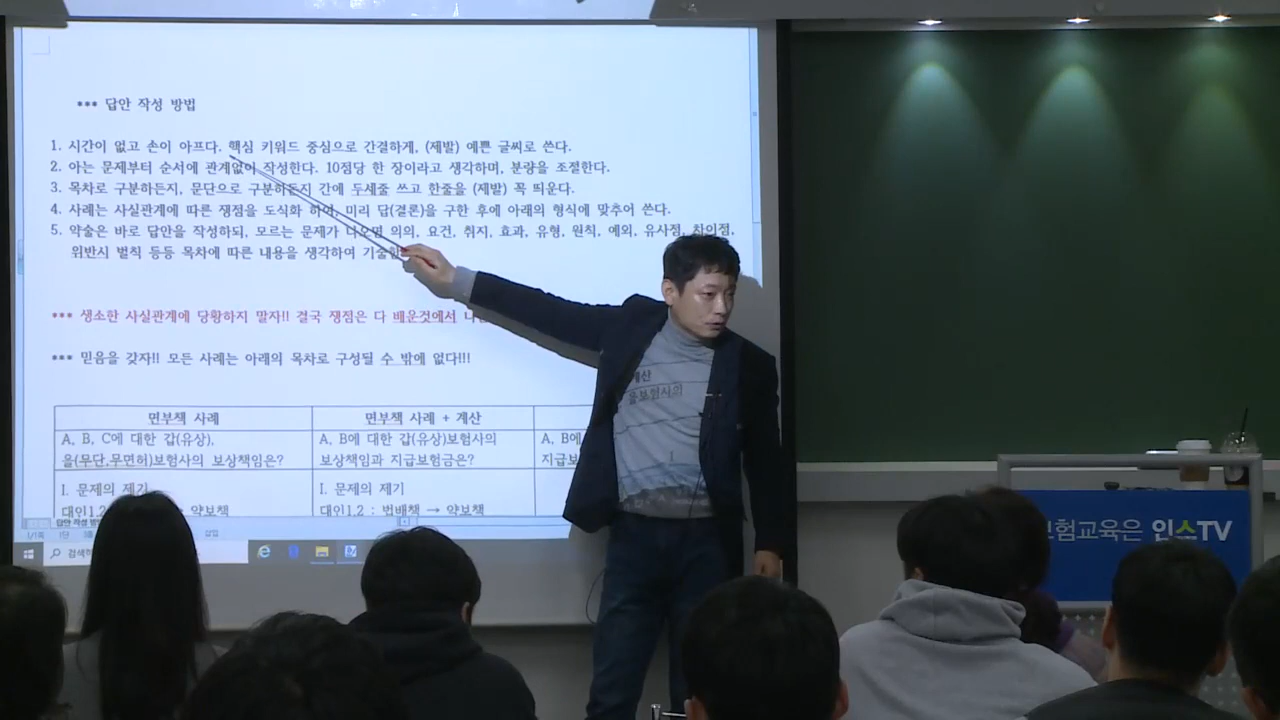 *** 답안 작성 방법
1. 시간이 없고 손이 아프다. 핵심 키워드 중심으로 간결하게, (제발) 예쁜 글씨로 쓴다.
2. 아는 문제부터 순서에 관계없이 작성한다. 10점당 한 장이라고 생각하며, 분량을 조절한다.
3. 목차로 구분하든지, 문단으로 구분하든지 간에 두세줄 쓰고 한줄을 (제발) 꼭 띄운다.
4. 사례는 사실관계에 따른 쟁점을 도식화 하여, 미리 답(결론)을 구한 후에 아래의 형식에 맞추어 쓴다.
5. 약술은 바로 답안을 작성하되, 모르는 문제가 나오면 의의, 요건, 취지, 효과, 유형, 원칙, 예외, 유사점, 차이점,
위반시 벌칙 등등 목차에 따른 내용을 생각하여
*** 생소한 사실관계에 당황하지 말자!! 결국 쟁점은 다 배운것에서
*** 믿음을 갖자!! 모든 사례는 아래의 목차로 구성될 수 밖에 없다!!!
면부책 사례 면부책 사례 + 계산
A, B, C에 대한 갑(유상), A, B에 대한 갑(유상)보험사의 A, B에
을(무단,무면허)보험사의 보상책임은? 보상책임과 지급보험금은?
I. 문제의 제기 I. 문제의 제기
대인1,2 → 약보책 대인1,2 : 법배책 → 약보책
계산
을보험사의
삽입
보험교육은 인스TV